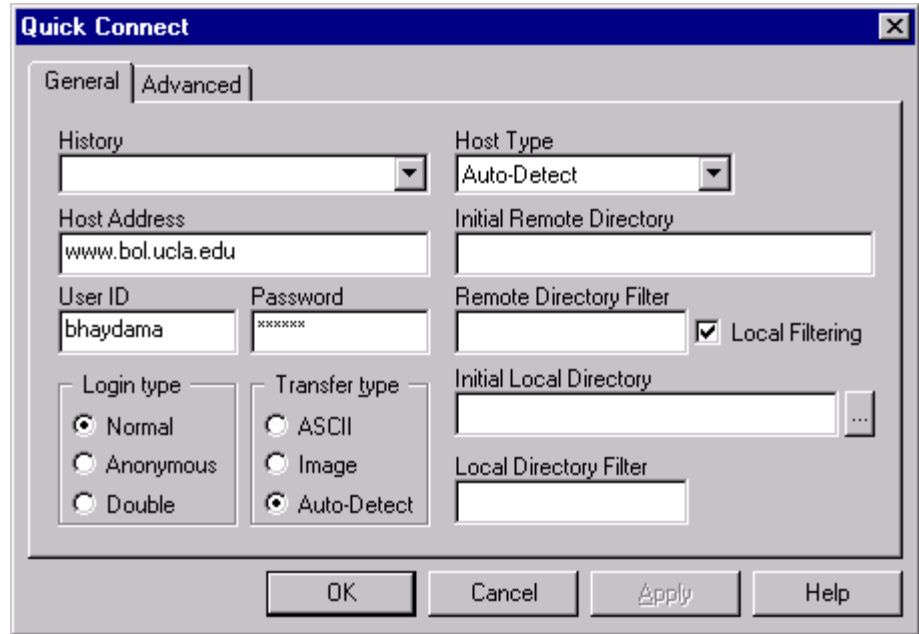 Quick Connect
General Advanced
History
Host Type
Auto-Detect
Host Address
www.bol.ucla.edu
Initial Remote Directory
User ID
bhaydama
Password
××××××
Remote Directory Filter
Local Filtering
Login type
Normal
Anonymous
Double
Transfer type
ASCII
Image
Auto-Detect
Initial Local Directory
...
Local Directory Filter
OK Cancel Apply Help